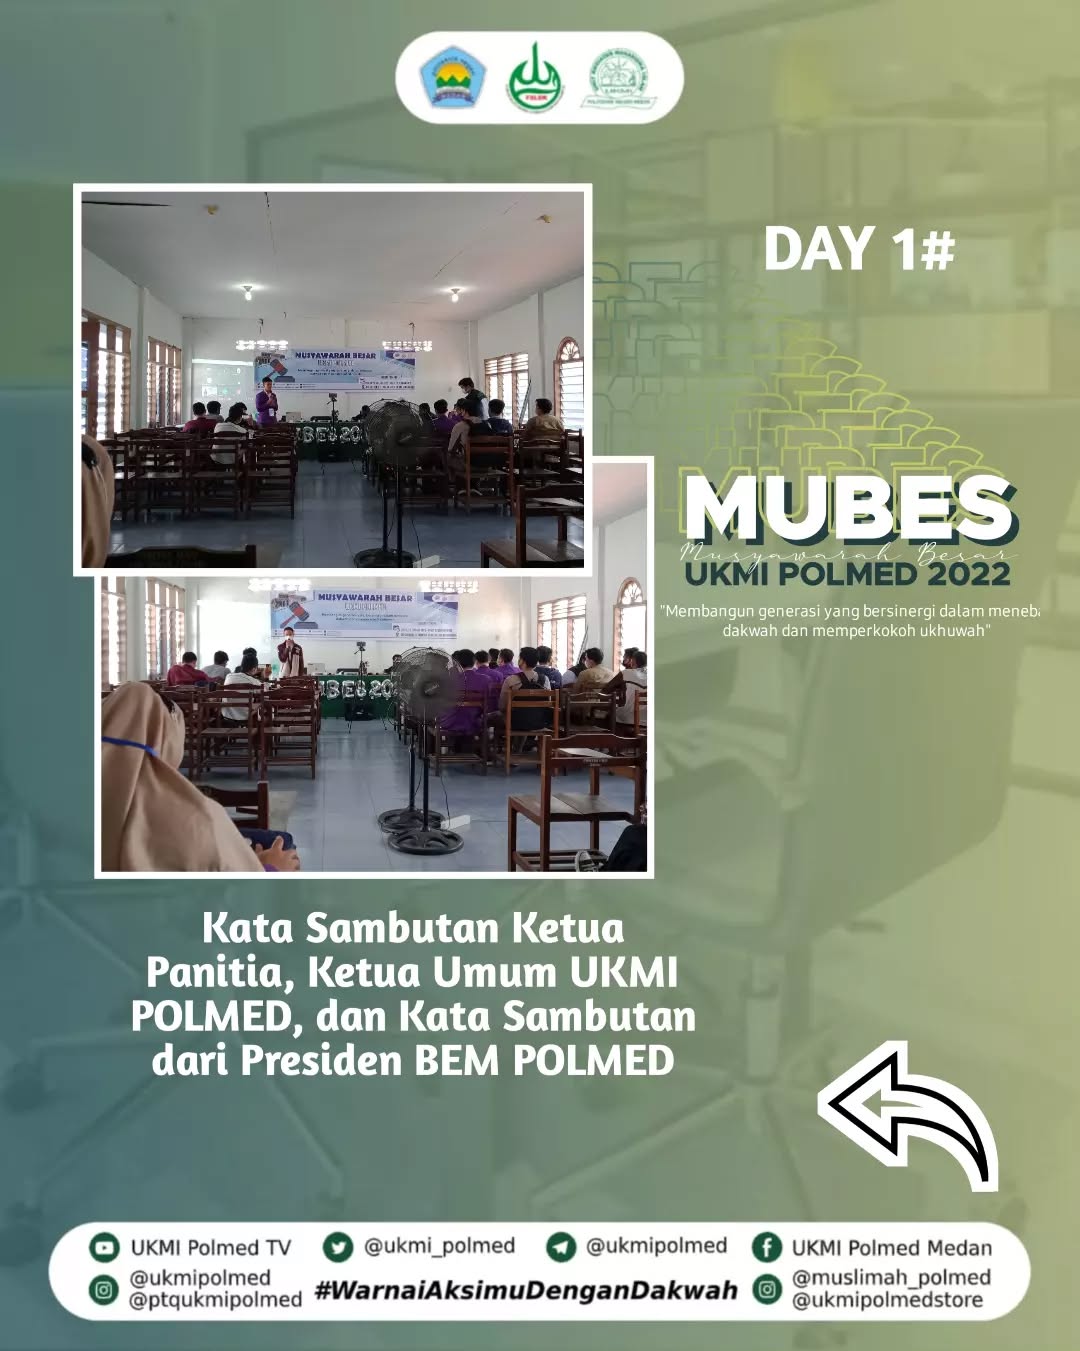 DAY 1#
MUSYAWARAH BESAR
MUBES
Musyawarah Besar
UKMI POLMED 2022
"Membangun generasi yang bersinergi dalam meneba
dakwah dan memperkokoh ukhuwah"
MUSYAWARAH BESAR
Kata Sambutan Ketua
Panitia, Ketua Umum UKMI
POLMED, dan Kata Sambutan
dari Presiden BEM POLMED
UKMI Polmed TV
@ukmi_polmed
@ukmipolmed
UKMI Polmed Medan
@ukmipolmed
@ptqukmipolmed
#WarnaiAksimuDenganDakwah
@muslimah_polmed
@ukmipolmedstore